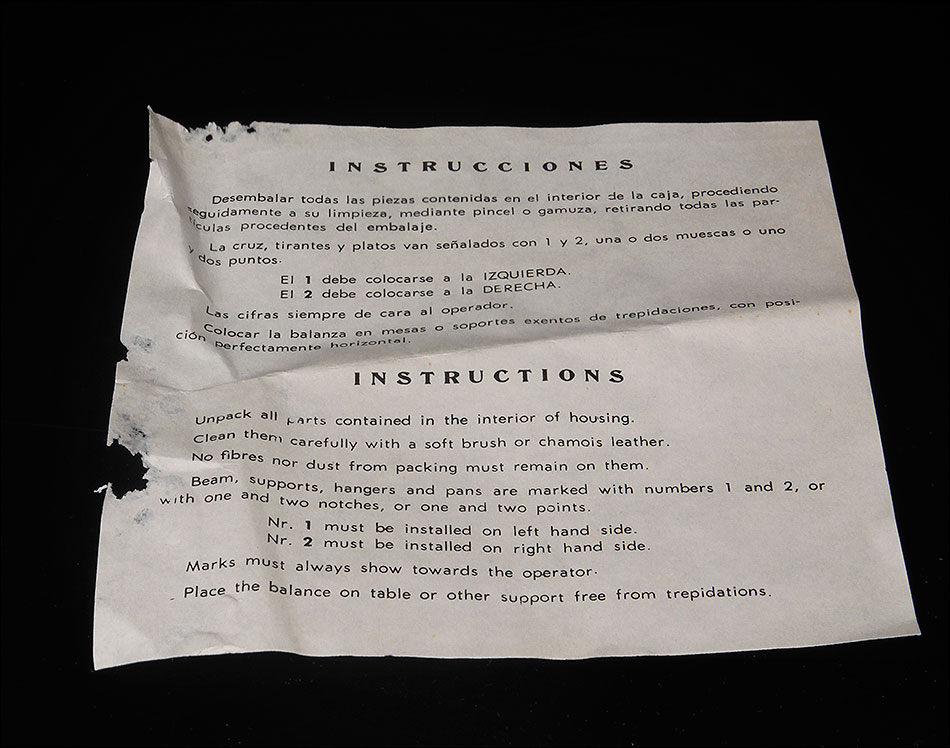 INSTRUCCIONES
Desembalar todas las piezas contenidas en el interior de la caja, procediendo
seguidamente a su limpieza, mediante pincel o gamuza, retirando todas las par-
tículas procedentes del embalaje.
La cruz, tirantes y platos van señalados con 1 y 2, una o dos muescas o uno
y dos puntos.
El 1 debe colocarse a la IZQUIERDA.
El 2 debe colocarse a la DERECHA.
Las cifras siempre de cara al operador.
Colocar la balanza en mesas o soportes exentos de trepidaciones, con posi-
ción perfectamente horizontal.
INSTRUCTIONS
Unpack all parts contained in the interior of housing.
Clean them carefully with a soft brush or chamois leather.
No fibres nor dust from packing must remain on them.
Beam, supports, hangers and pans are marked with numbers 1 and 2, or
with one and two notches, or one and two points.
Nr. 1 must be installed on left hand side.
Nr. 2 must be installed on right hand side.
Marks must always show towards the operator.
Place the balance on table or other support free from trepidations.